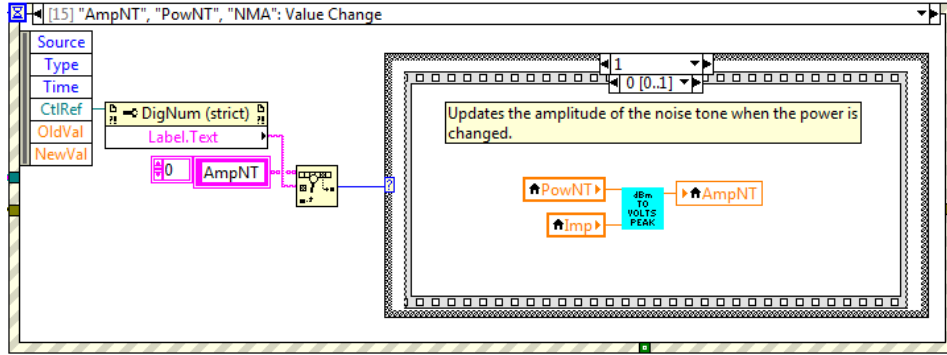 [15] "AmpNT", "PowNT", "NMA": Value Change
Source
Type
Time
CtlRef
OldVal
NewVal
DigNum (strict)
Label.Text
0
AmpNT
1
0 [0..1]
Updates the amplitude of the noise tone when the power is
changed.
PowNT
Imp
dBm
TO
VOLTS
PEAK
AmpNT
?